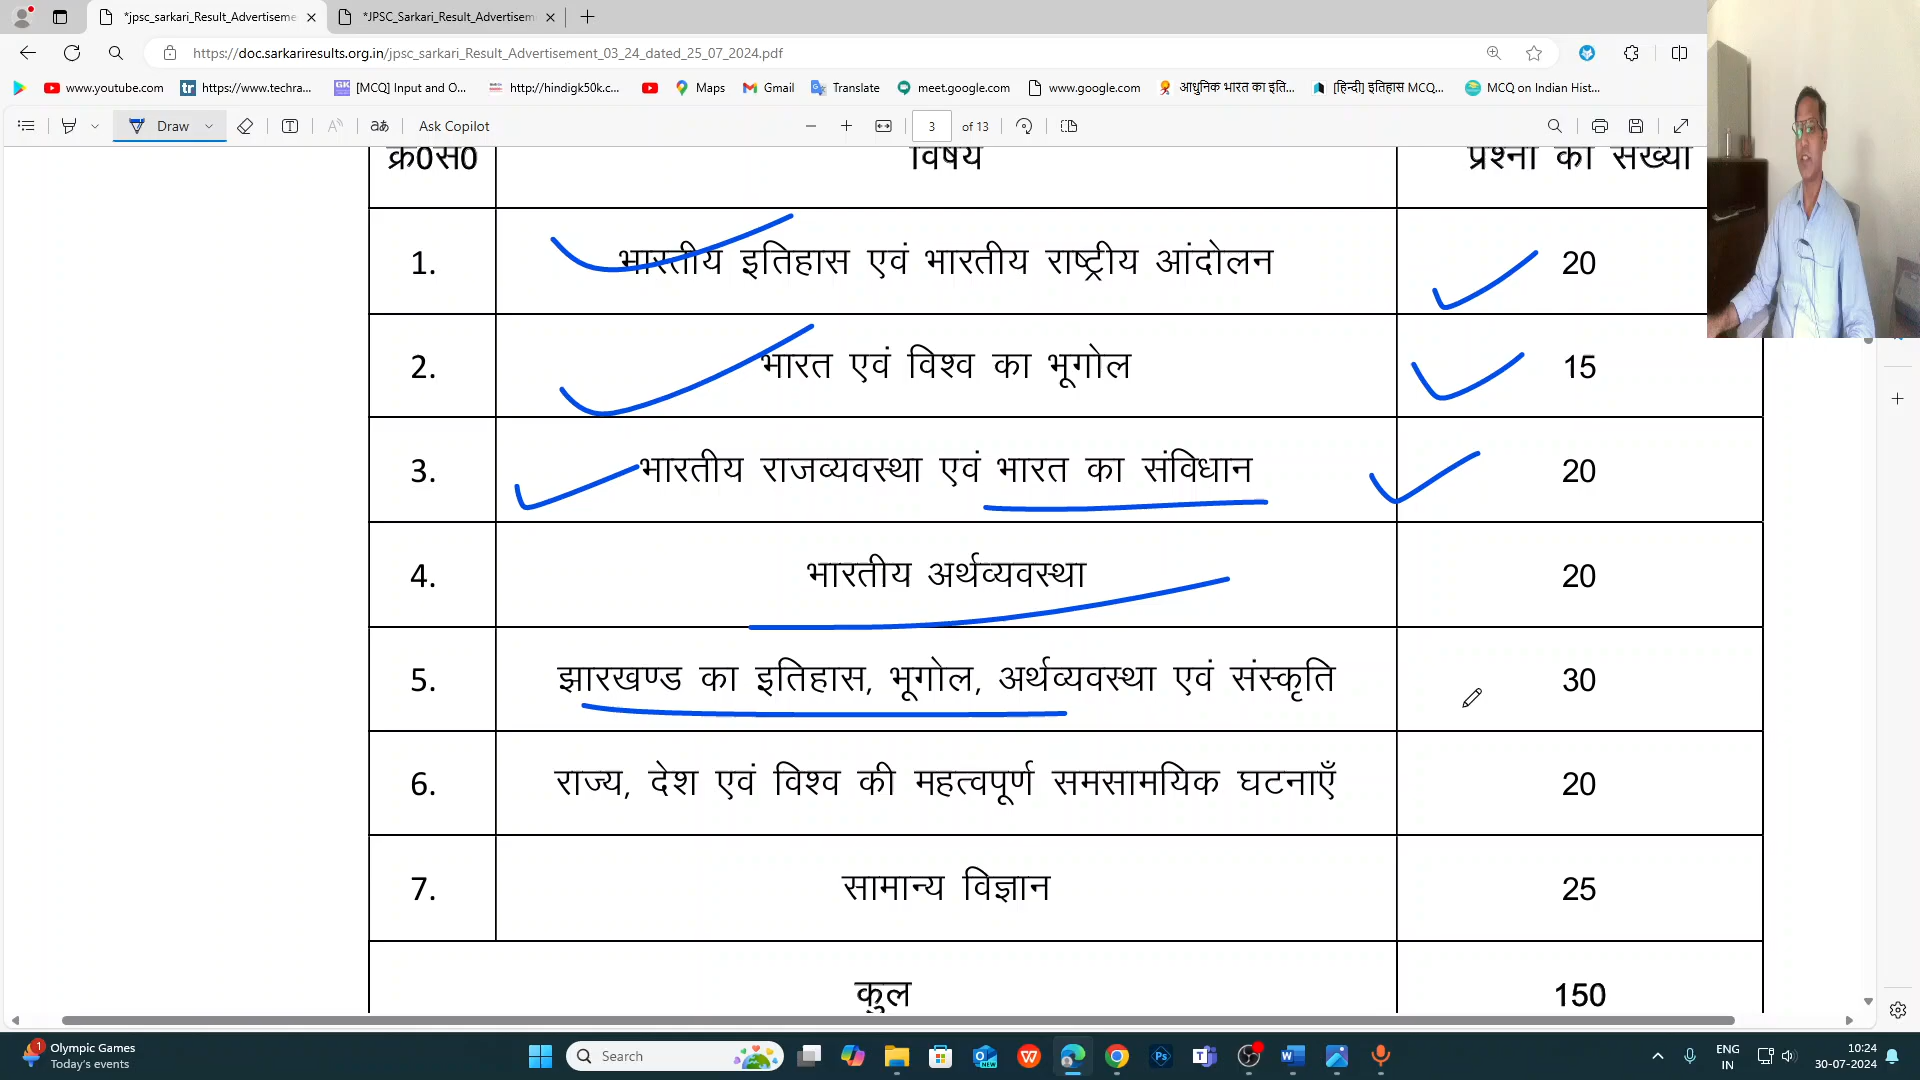 *jpsc_sarkari_Result_Advertiseme
*JPSC_Sarkari_Result_Advertisem
https://doc.sarkariresults.org.in/jpsc_sarkari_Result_Advertisement_03_24_dated_25_07_2024.pdf
www.youtube.com https://www.techra... [MCQ] Input and O... http://hindigk50k.c... Maps Gmail Translate meet.google.com www.google.com आधुनिक भारत का इति... [हिन्दी] इतिहास MCQ... MCQ on Indian Hist...
Draw Ask Copilot 3 of 13
क्र0सं0 विषय प्रश्नों की संख्या
1. भारतीय इतिहास एवं भारतीय राष्ट्रीय आंदोलन 20
2. भारत एवं विश्व का भूगोल 15
3. भारतीय राजव्यवस्था एवं भारत का संविधान 20
4. भारतीय अर्थव्यवस्था 20
5. झारखण्ड का इतिहास, भूगोल, अर्थव्यवस्था एवं संस्कृति 30
6. राज्य, देश एवं विश्व की महत्वपूर्ण समसामयिक घटनाएँ 20
7. सामान्य विज्ञान 25
कुल 150
Olympic Games
Today's events
Search
ENG
IN
10:24
30-07-2024